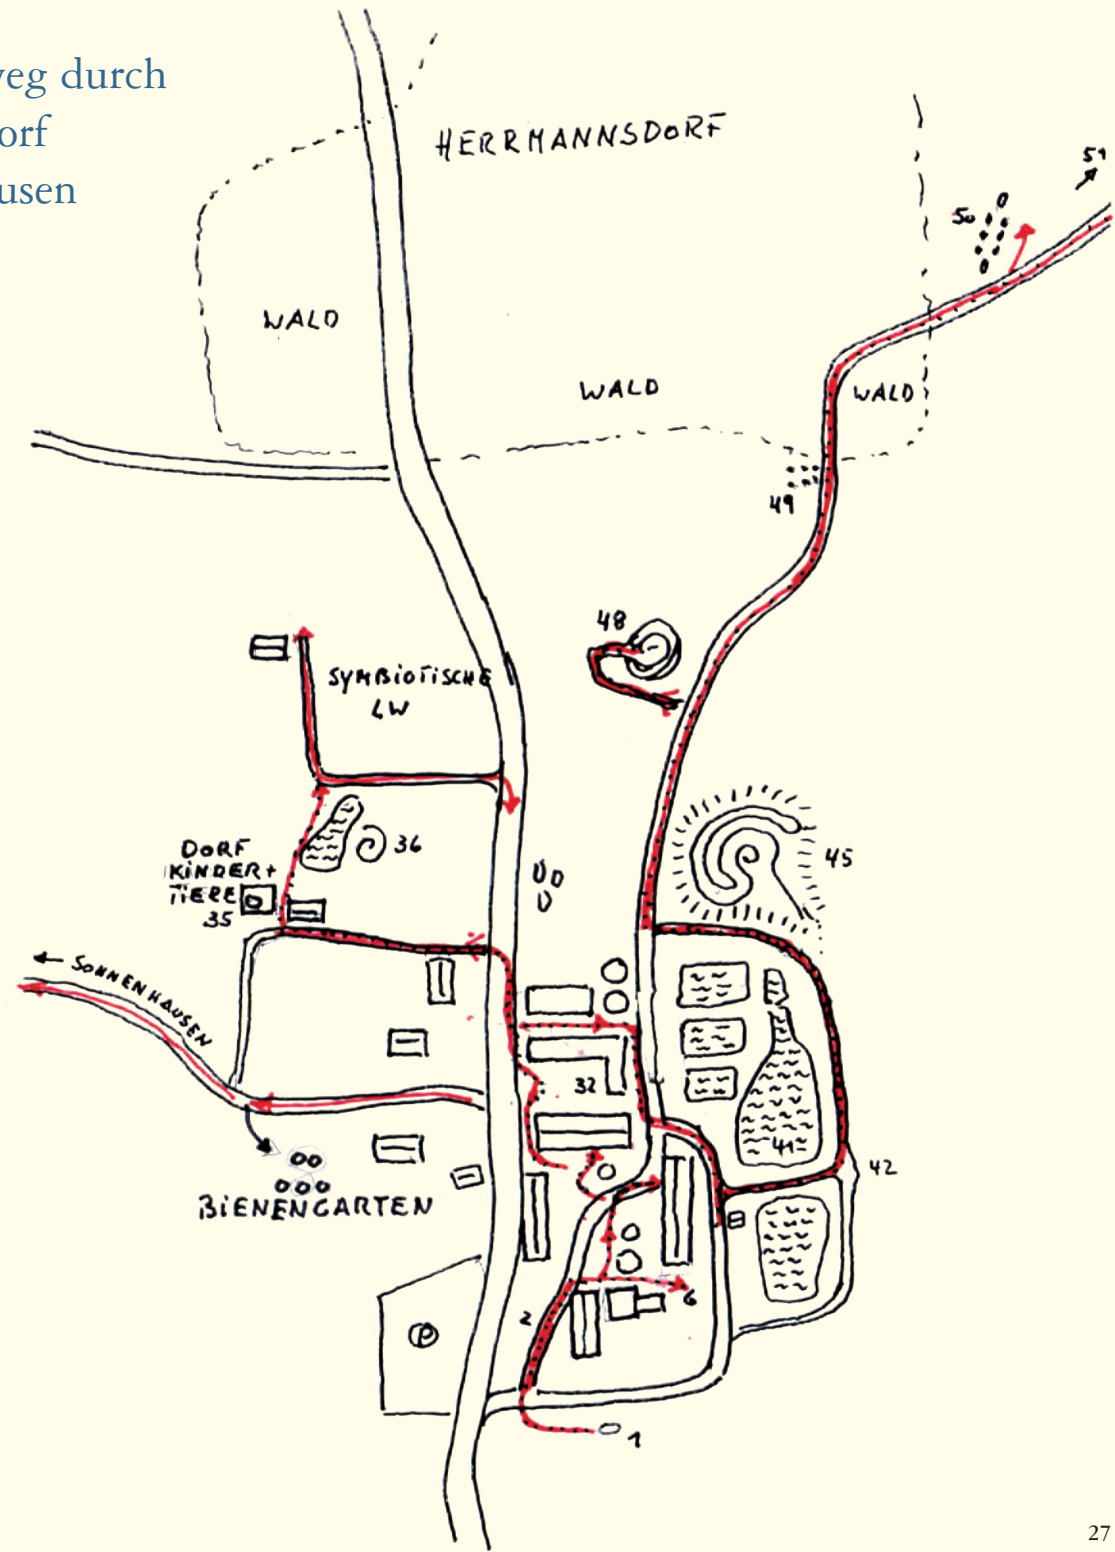 weg durch
orf
usen
HERRMANNSDORF
51
50
WALD
WALD
WALD
49
48
SYMBIOTISCHE
LW
36
DORF
KINDER+
TIERE
35
45
← SONNENHAUSEN
32
41
42
BIENENGARTEN
2
6
P
1
27